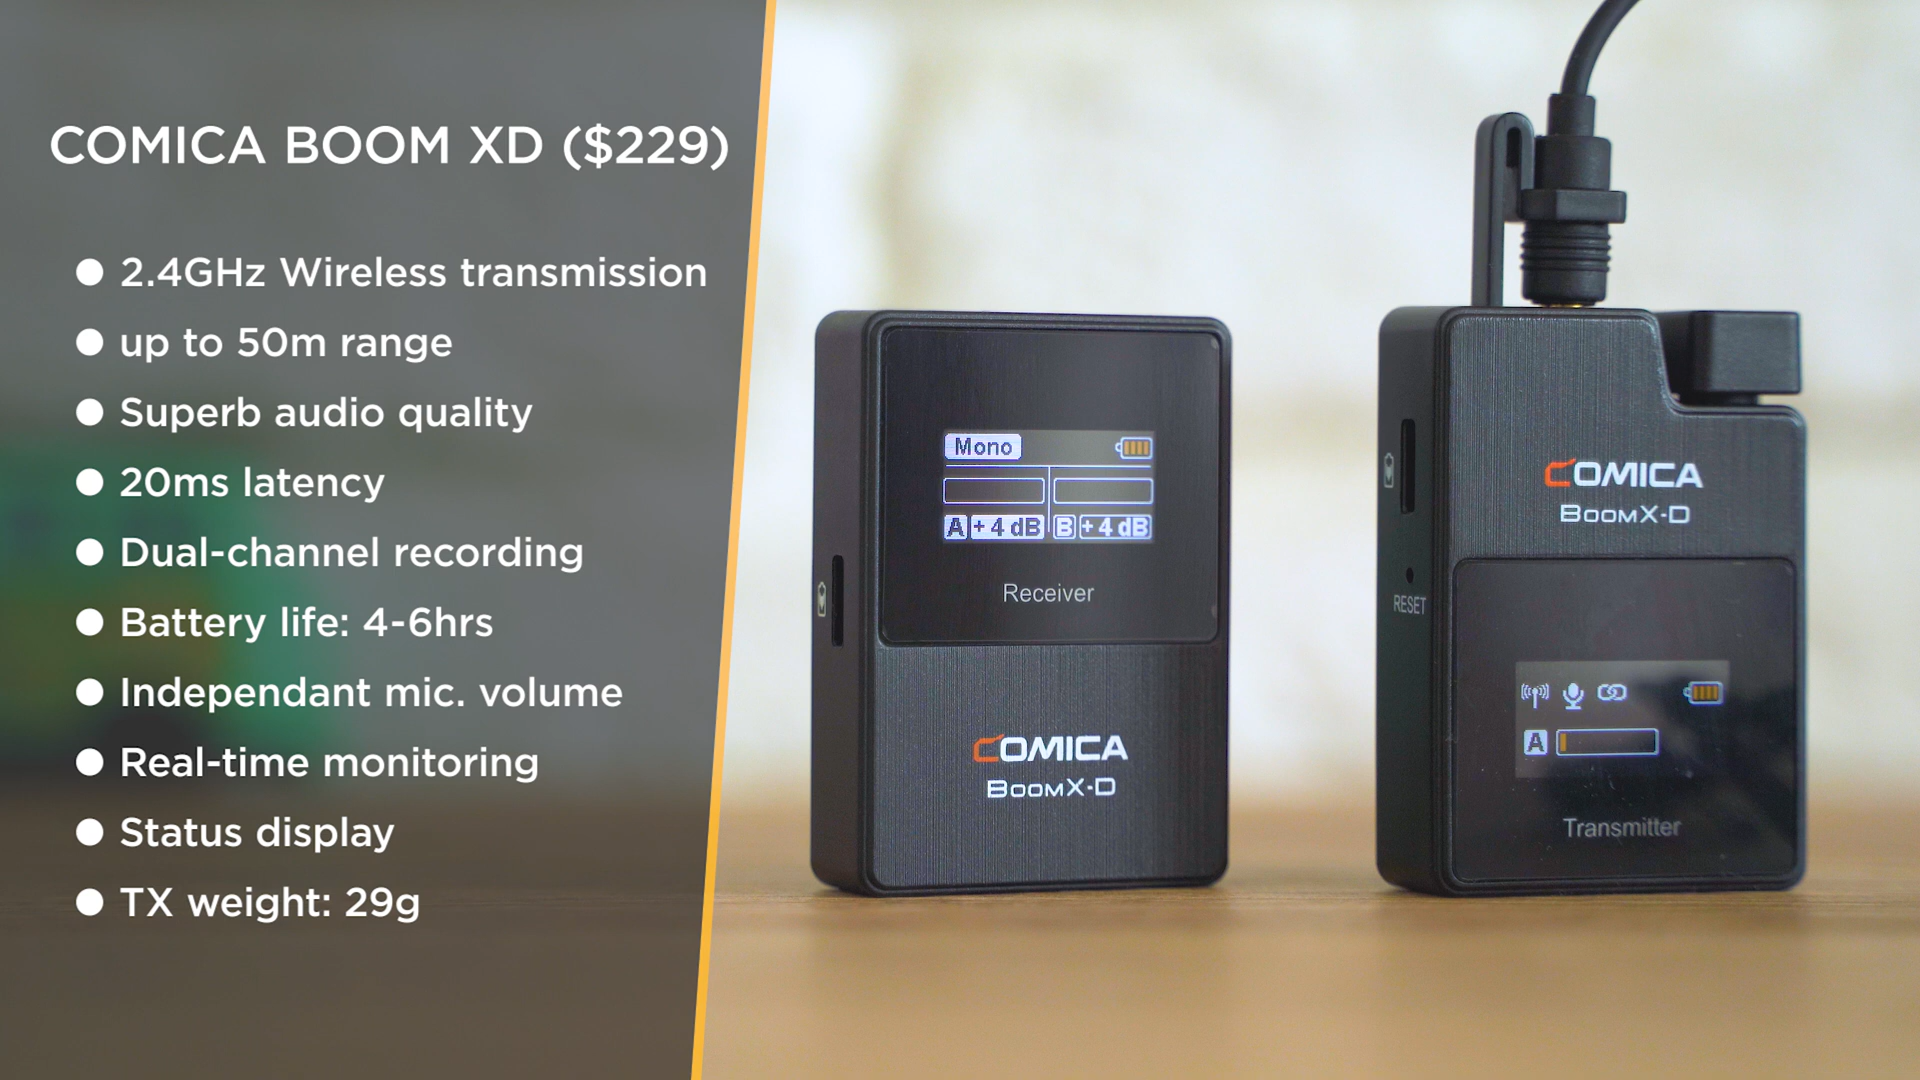 COMICA BOOM XD ($229)
● 2.4GHz Wireless transmission
● up to 50m range
● Superb audio quality
● 20ms latency
● Dual-channel recording
● Battery life: 4-6hrs
● Independant mic. volume
● Real-time monitoring
● Status display
● TX weight: 29g
Mono
A +4 dB B +4 dB
Receiver
COMICA
BOOMX-D
COMICA
BOOMX-D
RESET
A
Transmitter